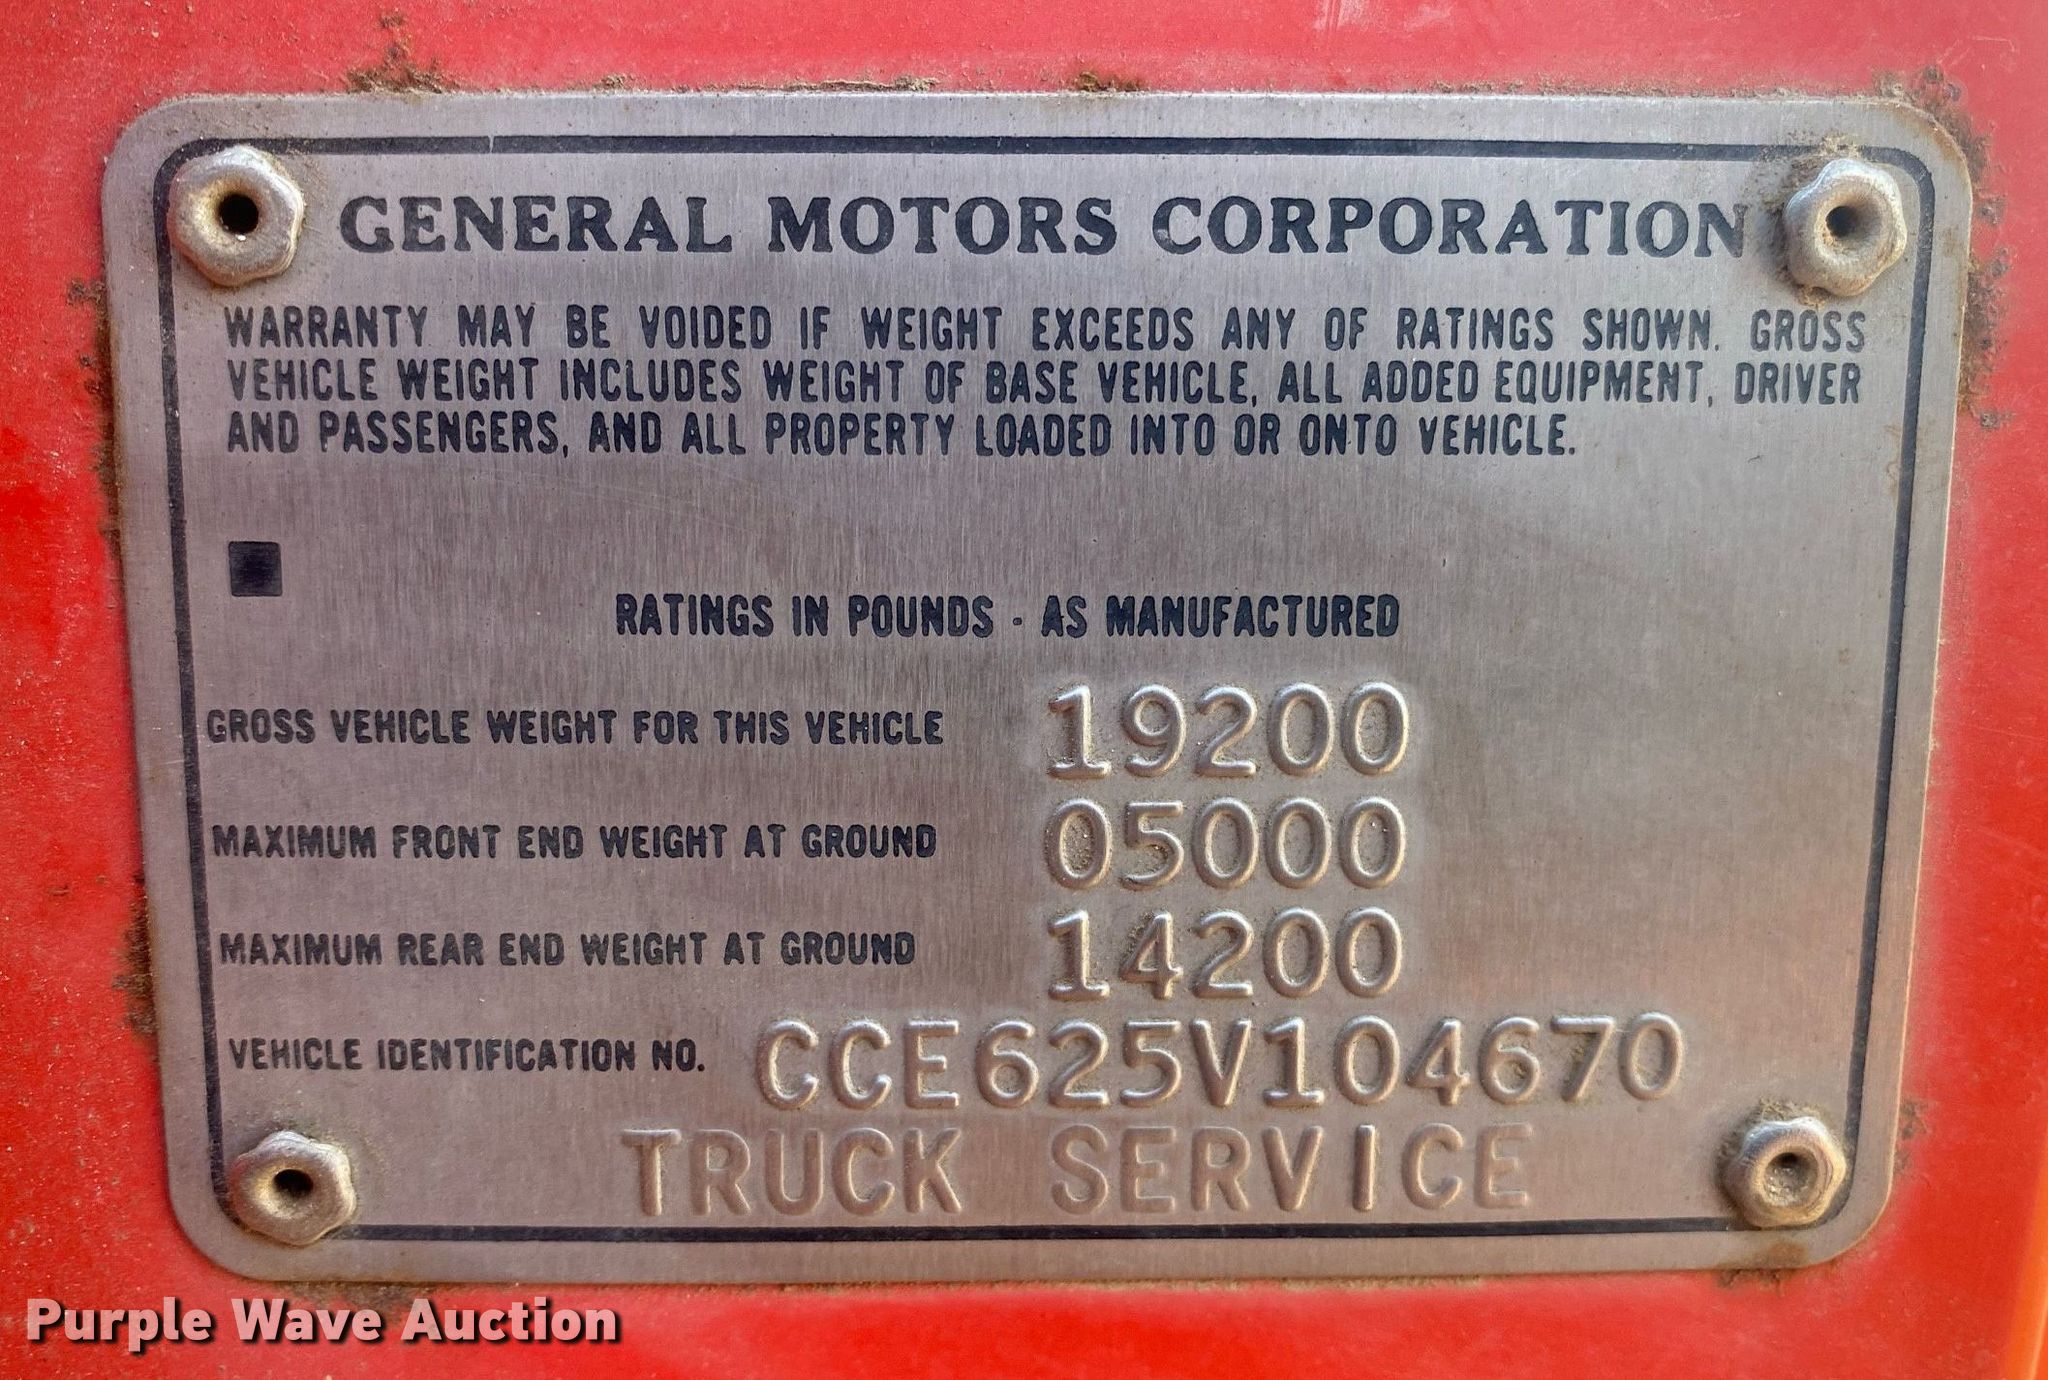 GENERAL MOTORS CORPORATION
WARRANTY MAY BE VOIDED IF WEIGHT EXCEEDS ANY OF RATINGS SHOWN. GROSS
VEHICLE WEIGHT INCLUDES WEIGHT OF BASE VEHICLE, ALL ADDED EQUIPMENT, DRIVER
AND PASSENGERS, AND ALL PROPERTY LOADED INTO OR ONTO VEHICLE.
RATINGS IN POUNDS - AS MANUFACTURED
GROSS VEHICLE WEIGHT FOR THIS VEHICLE 19200
MAXIMUM FRONT END WEIGHT AT GROUND 05000
MAXIMUM REAR END WEIGHT AT GROUND 14200
VEHICLE IDENTIFICATION NO. CCE625V104670
TRUCK SERVICE
Purple Wave Auction